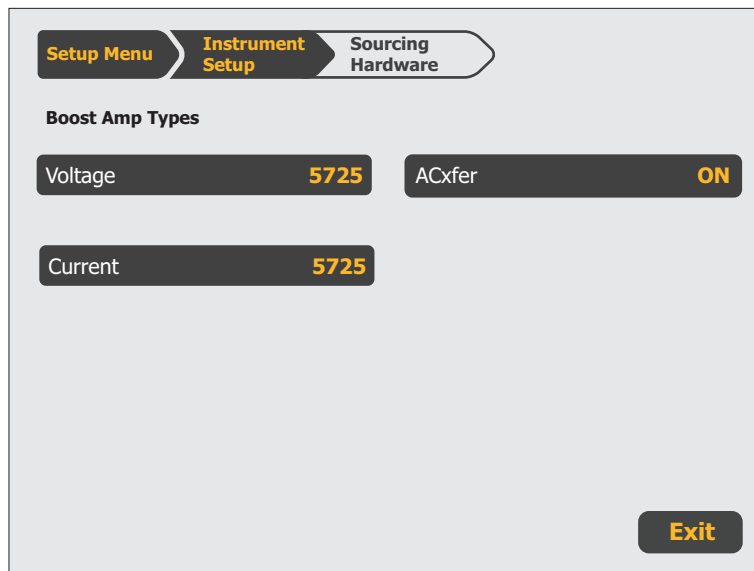 Setup Menu
Instrument
Setup
Sourcing
Hardware
Boost Amp Types
Voltage 5725
ACxfer ON
Current 5725
Exit